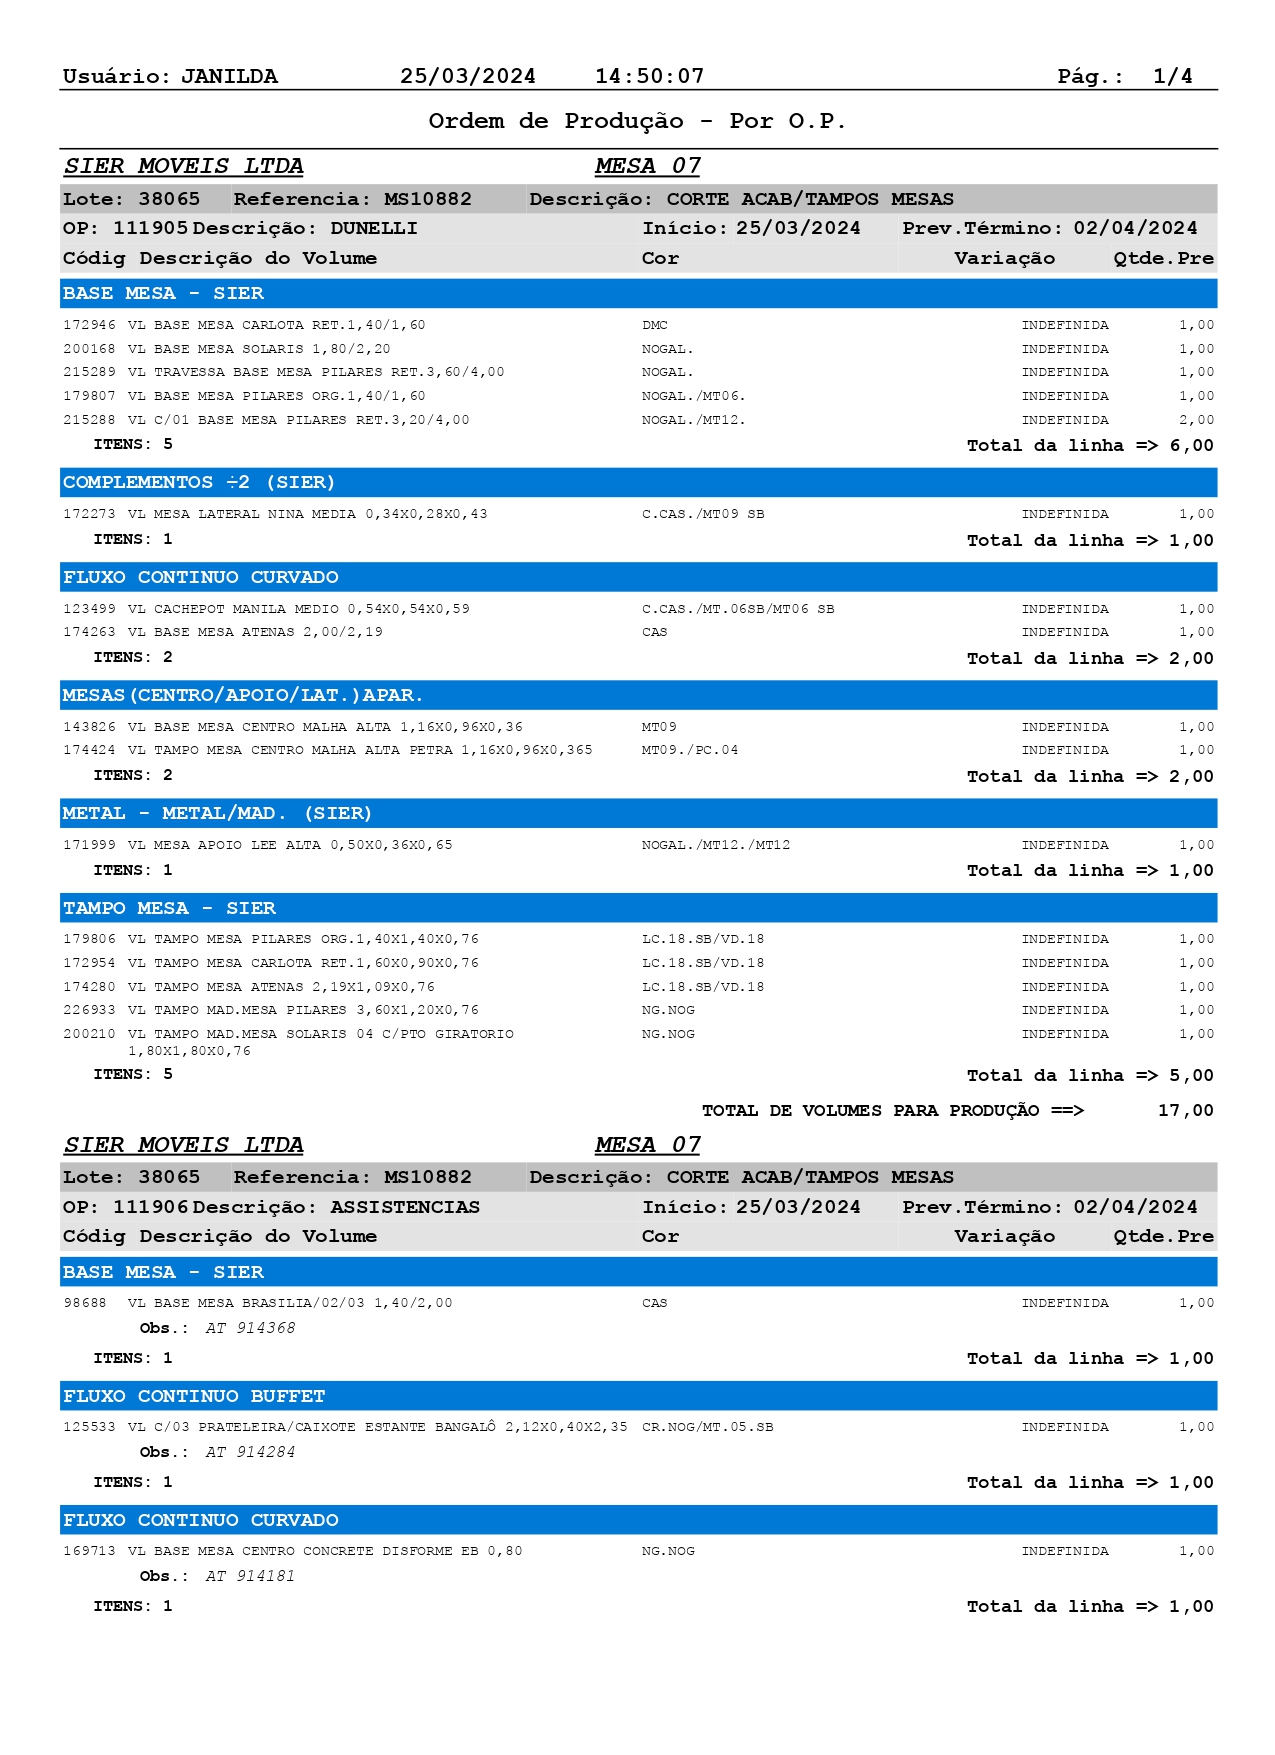 Usuário: JANILDA 25/03/2024 14:50:07 Pág.: 1/4
Ordem de Produção - Por O.P.
SIER MOVEIS LTDA MESA 07
Lote: 38065 Referencia: MS10882 Descrição: CORTE ACAB/TAMPOS MESAS
OP: 111905 Descrição: DUNELLI Início: 25/03/2024 Prev.Término: 02/04/2024
Códig Descrição do Volume Cor Variação Qtde.Pre
BASE MESA - SIER
172946 VL BASE MESA CARLOTA RET.1,40/1,60 DMC INDEFINIDA 1,00
200168 VL BASE MESA SOLARIS 1,80/2,20 NOGAL. INDEFINIDA 1,00
215289 VL TRAVESSA BASE MESA PILARES RET.3,60/4,00 NOGAL. INDEFINIDA 1,00
179807 VL BASE MESA PILARES ORG.1,40/1,60 NOGAL./MT06. INDEFINIDA 1,00
215288 VL C/01 BASE MESA PILARES RET.3,20/4,00 NOGAL./MT12. INDEFINIDA 2,00
ITENS: 5 Total da linha => 6,00
COMPLEMENTOS ÷2 (SIER)
172273 VL MESA LATERAL NINA MEDIA 0,34X0,28X0,43 C.CAS./MT09 SB INDEFINIDA 1,00
ITENS: 1 Total da linha => 1,00
FLUXO CONTINUO CURVADO
123499 VL CACHEPOT MANILA MEDIO 0,54X0,54X0,59 C.CAS./MT.06SB/MT06 SB INDEFINIDA 1,00
174263 VL BASE MESA ATENAS 2,00/2,19 CAS INDEFINIDA 1,00
ITENS: 2 Total da linha => 2,00
MESAS(CENTRO/APOIO/LAT.)APAR.
143826 VL BASE MESA CENTRO MALHA ALTA 1,16X0,96X0,36 MT09 INDEFINIDA 1,00
174424 VL TAMPO MESA CENTRO MALHA ALTA PETRA 1,16X0,96X0,365 MT09./PC.04 INDEFINIDA 1,00
ITENS: 2 Total da linha => 2,00
METAL - METAL/MAD. (SIER)
171999 VL MESA APOIO LEE ALTA 0,50X0,36X0,65 NOGAL./MT12./MT12 INDEFINIDA 1,00
ITENS: 1 Total da linha => 1,00
TAMPO MESA - SIER
179806 VL TAMPO MESA PILARES ORG.1,40X1,40X0,76 LC.18.SB/VD.18 INDEFINIDA 1,00
172954 VL TAMPO MESA CARLOTA RET.1,60X0,90X0,76 LC.18.SB/VD.18 INDEFINIDA 1,00
174280 VL TAMPO MESA ATENAS 2,19X1,09X0,76 LC.18.SB/VD.18 INDEFINIDA 1,00
226933 VL TAMPO MAD.MESA PILARES 3,60X1,20X0,76 NG.NOG INDEFINIDA 1,00
200210 VL TAMPO MAD.MESA SOLARIS 04 C/PTO GIRATORIO NG.NOG INDEFINIDA 1,00
1,80X1,80X0,76
ITENS: 5 Total da linha => 5,00
TOTAL DE VOLUMES PARA PRODUÇÃO ==> 17,00
SIER MOVEIS LTDA MESA 07
Lote: 38065 Referencia: MS10882 Descrição: CORTE ACAB/TAMPOS MESAS
OP: 111906 Descrição: ASSISTENCIAS Início: 25/03/2024 Prev.Término: 02/04/2024
Códig Descrição do Volume Cor Variação Qtde.Pre
BASE MESA - SIER
98688 VL BASE MESA BRASILIA/02/03 1,40/2,00 CAS INDEFINIDA 1,00
Obs.: AT 914368
ITENS: 1 Total da linha => 1,00
FLUXO CONTINUO BUFFET
125533 VL C/03 PRATELEIRA/CAIXOTE ESTANTE BANGALÔ 2,12X0,40X2,35 CR.NOG/MT.05.SB INDEFINIDA 1,00
Obs.: AT 914284
ITENS: 1 Total da linha => 1,00
FLUXO CONTINUO CURVADO
169713 VL BASE MESA CENTRO CONCRETE DISFORME EB 0,80 NG.NOG INDEFINIDA 1,00
Obs.: AT 914181
ITENS: 1 Total da linha => 1,00